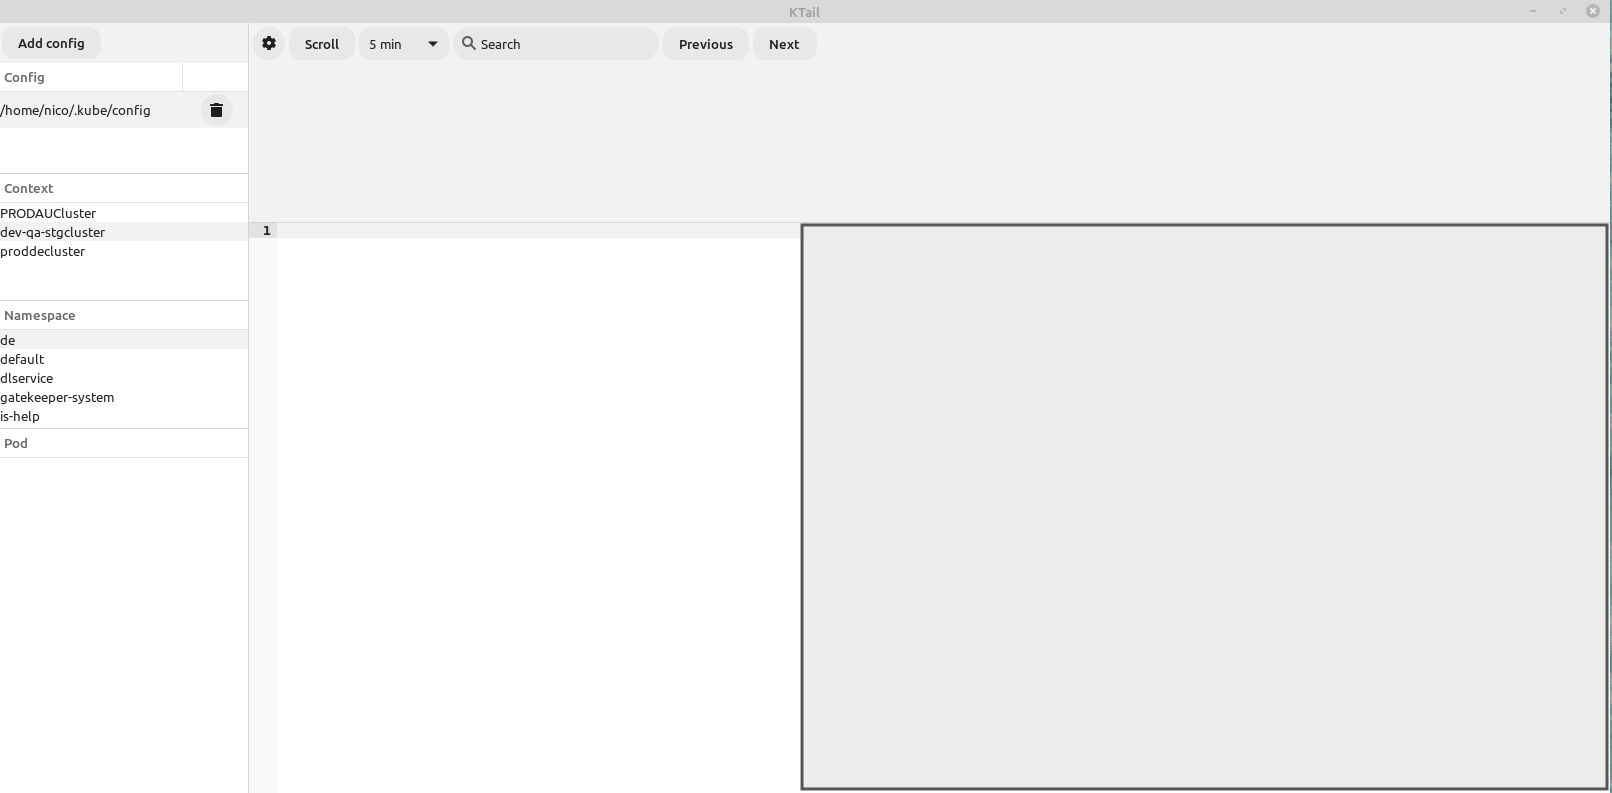 KTail
Add config
Scroll
5 min
Search
Previous
Next
Config
/home/nico/.kube/config
Context
PRODAUCluster
dev-qa-stgcluster
proddecluster
1
Namespace
de
default
dlservice
gatekeeper-system
is-help
Pod